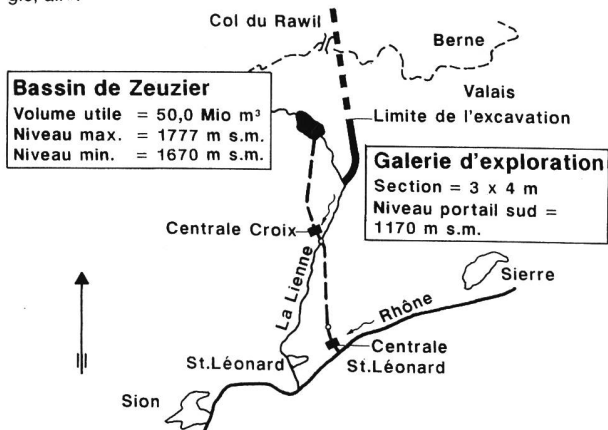 Col du Rawil
Berne
Valais
Bassin de Zeuzier
Volume utile = 50,0 Mio m³
Niveau max. = 1777 m s.m.
Niveau min. = 1670 m s.m.
Limite de l'excavation
Galerie d'exploration
Section = 3 x 4 m
Niveau portail sud =
1170 m s.m.
Centrale Croix
La Lienne
Sierre
Rhône
Centrale
St.Léonard
St.Léonard
Sion